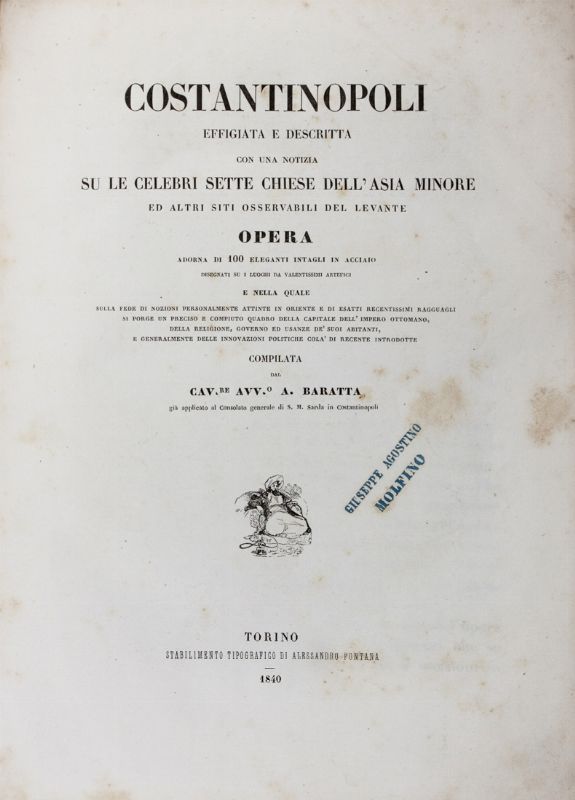 COSTANTINOPOLI
EFFIGIATA E DESCRITTA
CON UNA NOTIZIA
SU LE CELEBRI SETTE CHIESE DELL'ASIA MINORE
ED ALTRI SITI OSSERVABILI DEL LEVANTE
OPERA
ADORNA DI 100 ELEGANTI INTAGLI IN ACCIAIO
DISEGNATI SU I LUOGHI DA VALENTISSIMI ARTEFICI
E NELLA QUALE
SULLA FEDE DI NOZIONI PERSONALMENTE ATTINTE IN ORIENTE E DI ESATTI RECENTISSIMI RAGGUAGLI
SI PORGE UN PRECISO E COMPIUTO QUADRO DELLA CAPITALE DELL'IMPERO OTTOMANO,
DELLA RELIGIONE, GOVERNO ED USANZE DE' SUOI ABITANTI,
E GENERALMENTE DELLE INNOVAZIONI POLITICHE COLA' DI RECENTE INTRODOTTE
COMPILATA
DAL
CAV.RE AVV.O A. BARATTA
già applicato al Consolato generale di S. M. Sarda in Costantinopoli
GIUSEPPE AGOSTINO
MOLFINO
TORINO
STABILIMENTO TIPOGRAFICO DI ALESSANDRO FONTANA
1840